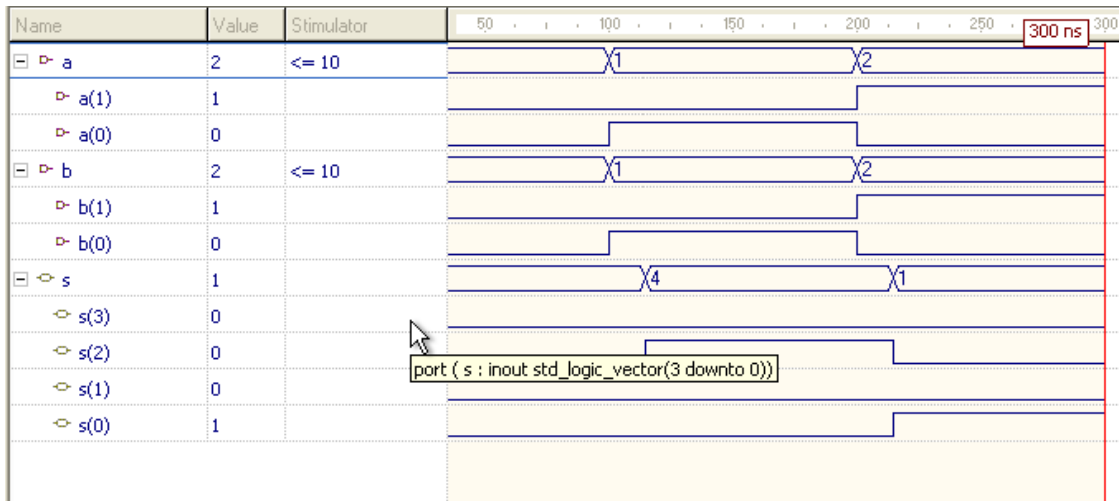 Name Value Stimulator 50 100 150 200 250 300
300 ns
a 2 <= 10 1 2
a(1) 1
a(0) 0
b 2 <= 10 1 2
b(1) 1
b(0) 0
s 1 4 1
s(3) 0
s(2) 0
port ( s : inout std_logic_vector(3 downto 0))
s(1) 0
s(0) 1